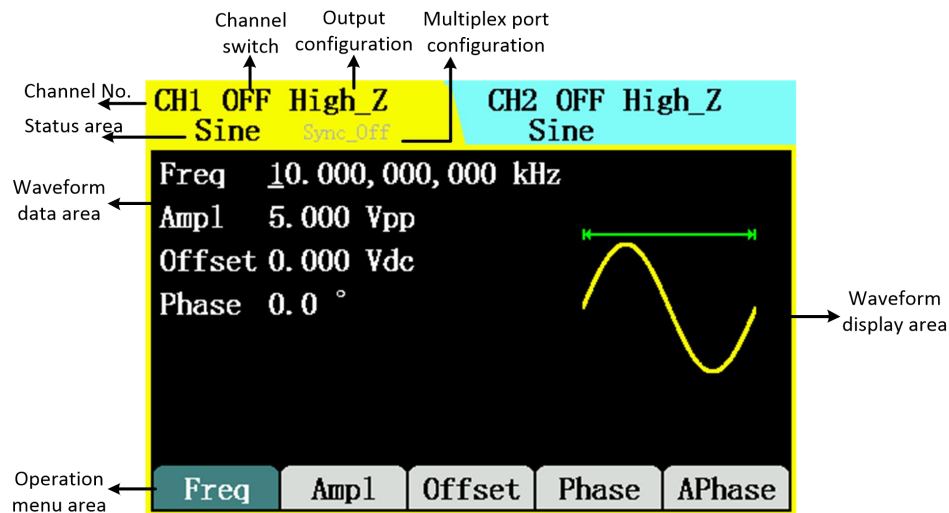 Channel switch
Output configuration
Multiplex port configuration
Channel No.
CH1 OFF High_Z
CH2 OFF High_Z
Status area
Sine
Sync_Off
Sine
Waveform data area
Freq 10.000,000,000 kHz
Ampl 5.000 Vpp
Offset 0.000 Vdc
Phase 0.0 °
Waveform display area
Operation menu area
Freq
Ampl
Offset
Phase
APhase